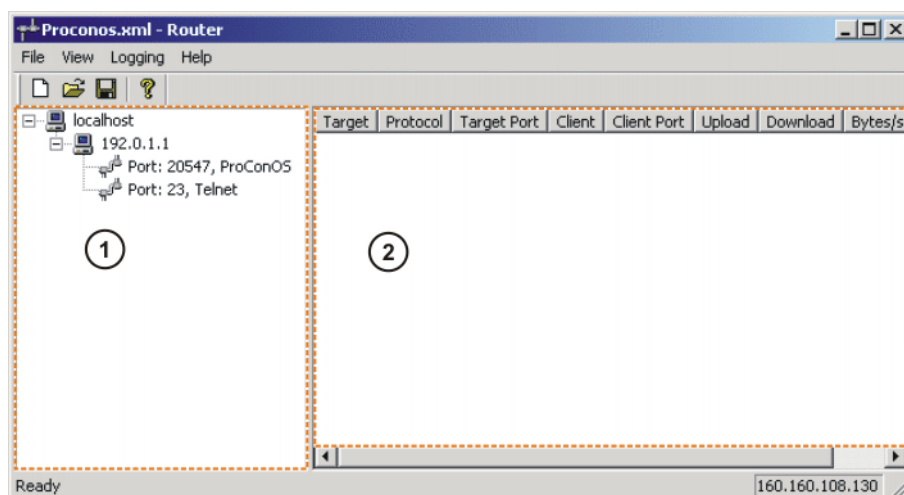 Proconos.xml - Router
File View Logging Help
localhost
192.0.1.1
Port: 20547, ProConOS
Port: 23, Telnet
1
Target Protocol Target Port Client Client Port Upload Download Bytes/s
2
Ready
160.160.108.130